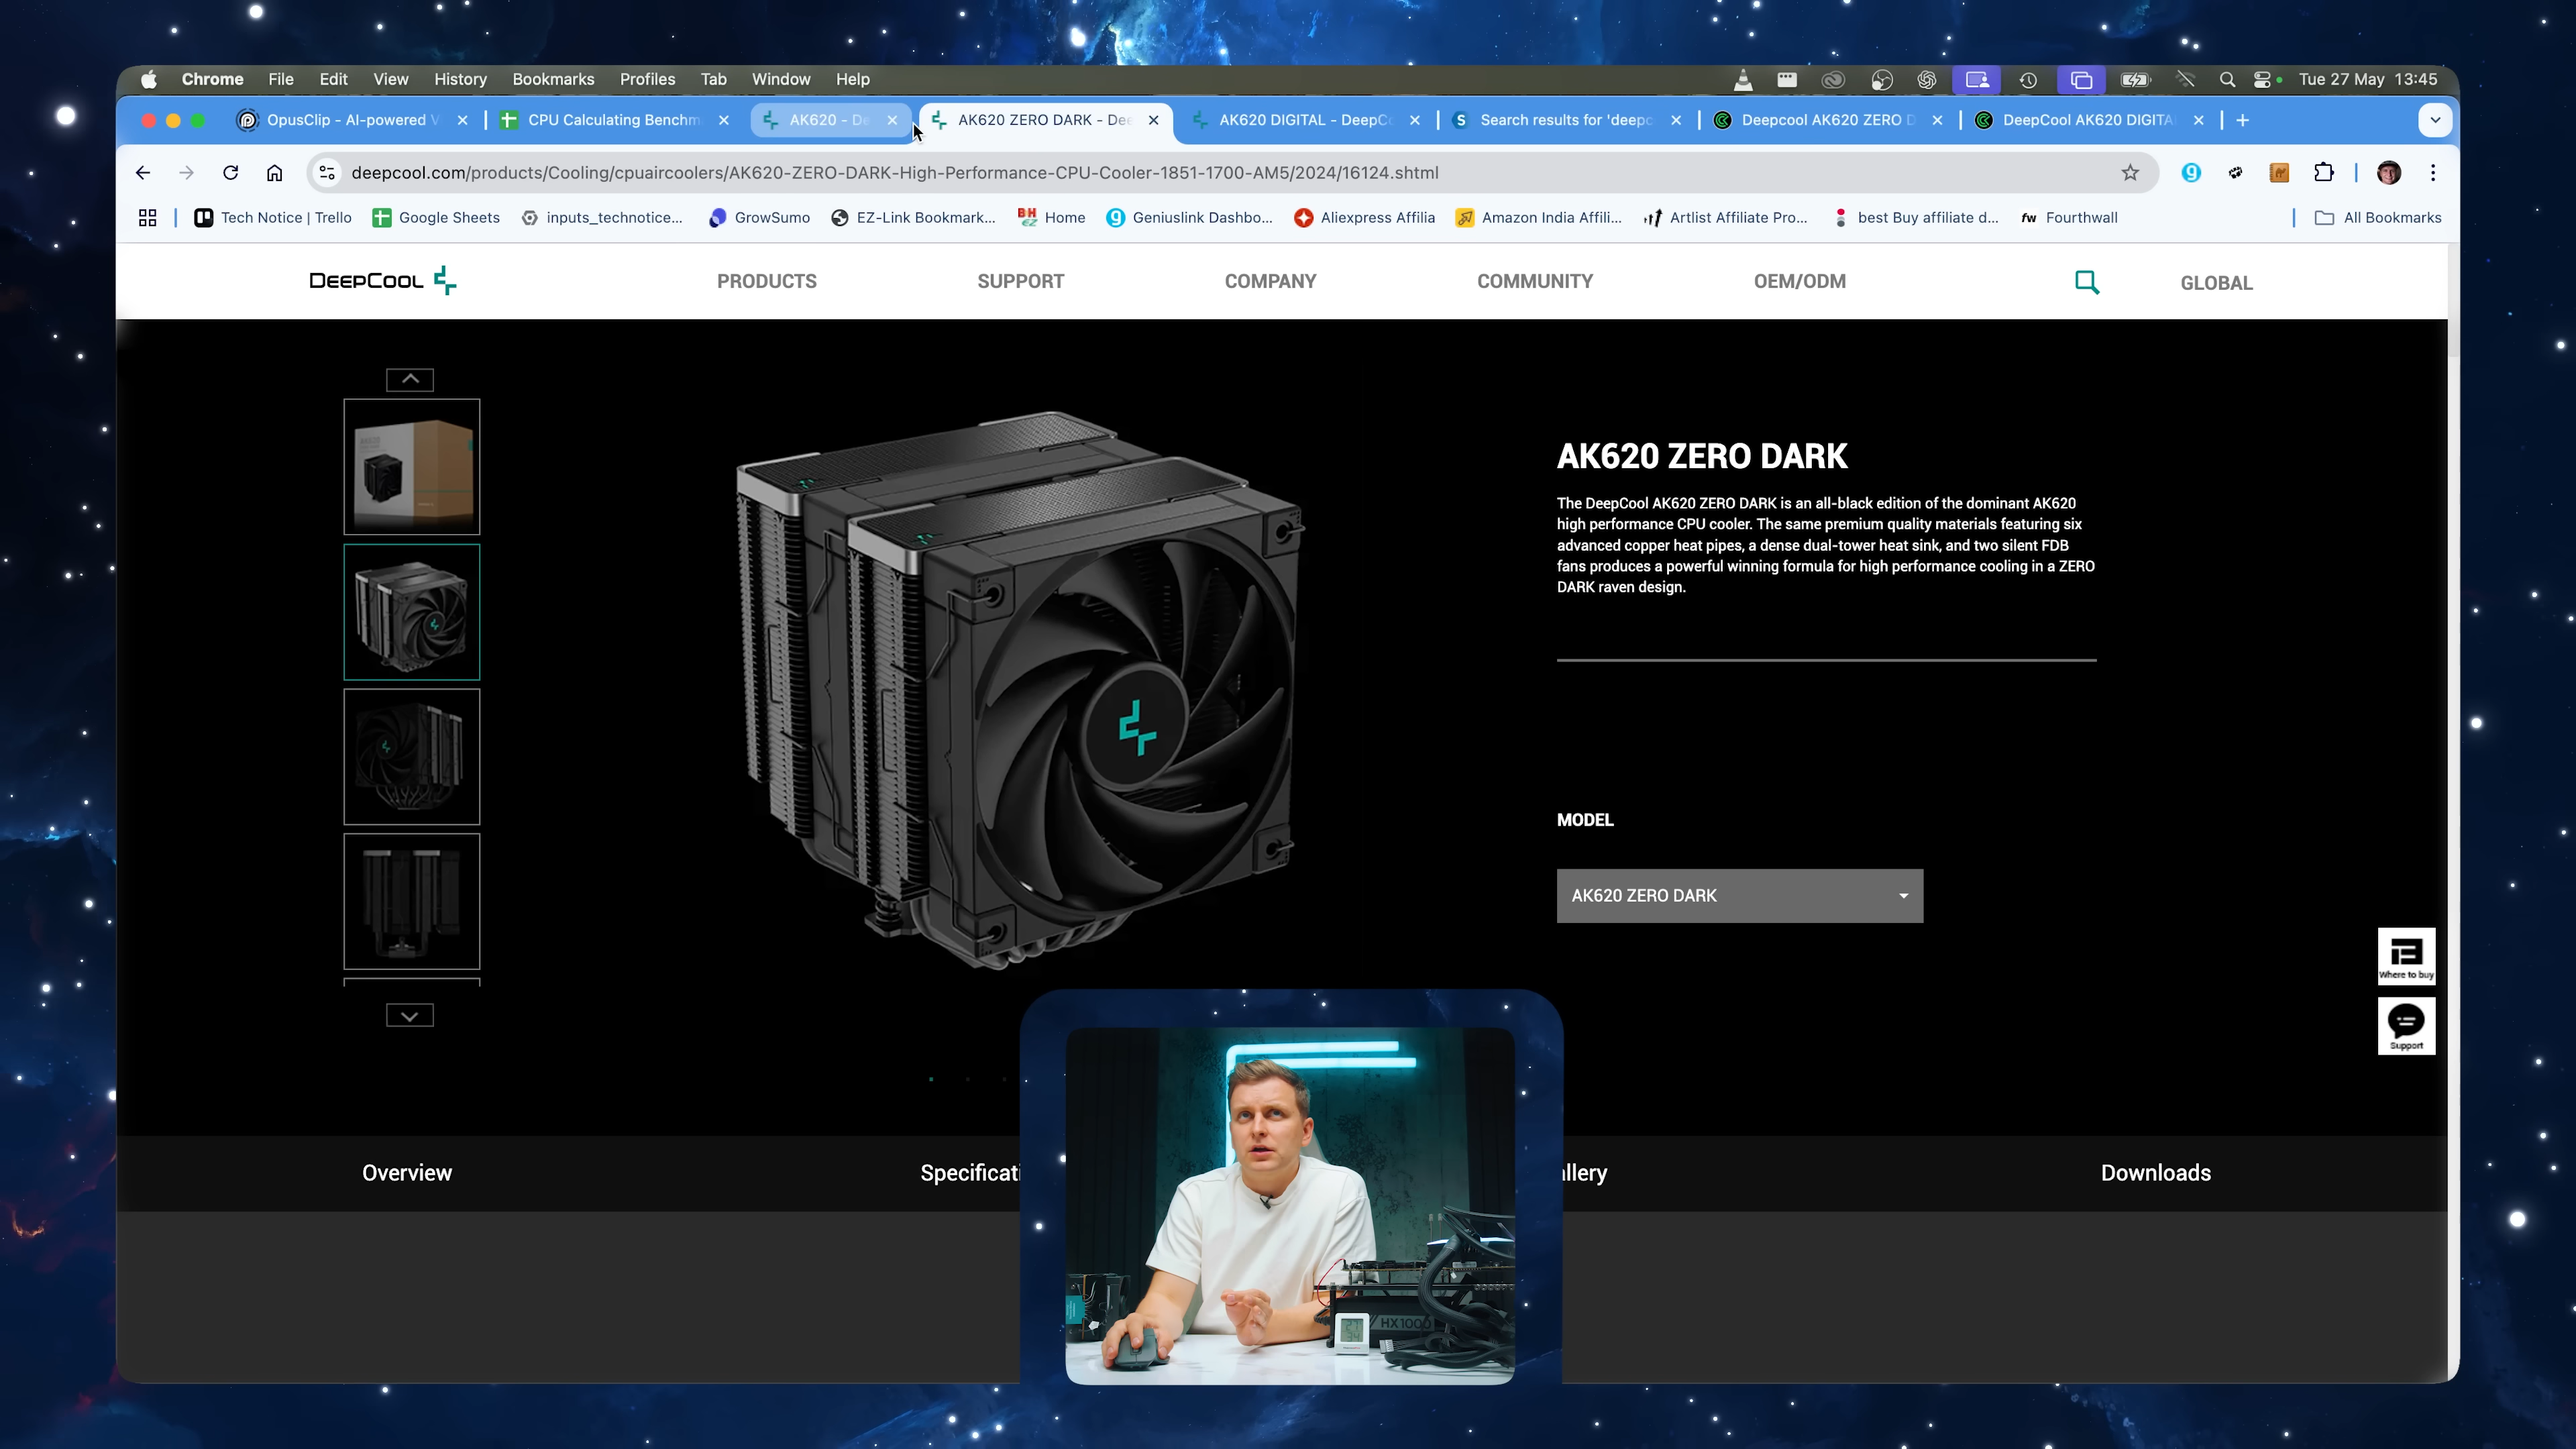 Chrome File Edit View History Bookmarks Profiles Tab Window Help Tue 27 May 13:45
OpusClip - AI-powered V CPU Calculating Benchm AK620 - De AK620 ZERO DARK - Dee AK620 DIGITAL - DeepC Search results for 'deepc Deepcool AK620 ZERO D DeepCool AK620 DIGITA
deepcool.com/products/Cooling/cpuaircoolers/AK620-ZERO-DARK-High-Performance-CPU-Cooler-1851-1700-AM5/2024/16124.shtml
Tech Notice | Trello Google Sheets inputs_technotice... GrowSumo EZ-Link Bookmark... BH EZ Home Geniuslink Dashbo... Aliexpress Affilia Amazon India Affili... Artlist Affiliate Pro... best Buy affiliate d... fw Fourthwall All Bookmarks
DEEPCOOL PRODUCTS SUPPORT COMPANY COMMUNITY OEM/ODM GLOBAL
AK620 ZERO DARK
The DeepCool AK620 ZERO DARK is an all-black edition of the dominant AK620
high performance CPU cooler. The same premium quality materials featuring six
advanced copper heat pipes, a dense dual-tower heat sink, and two silent FDB
fans produces a powerful winning formula for high performance cooling in a ZERO
DARK raven design.
MODEL
AK620 ZERO DARK
Where to buy
Support
Overview Specificati allery Downloads
HX1000